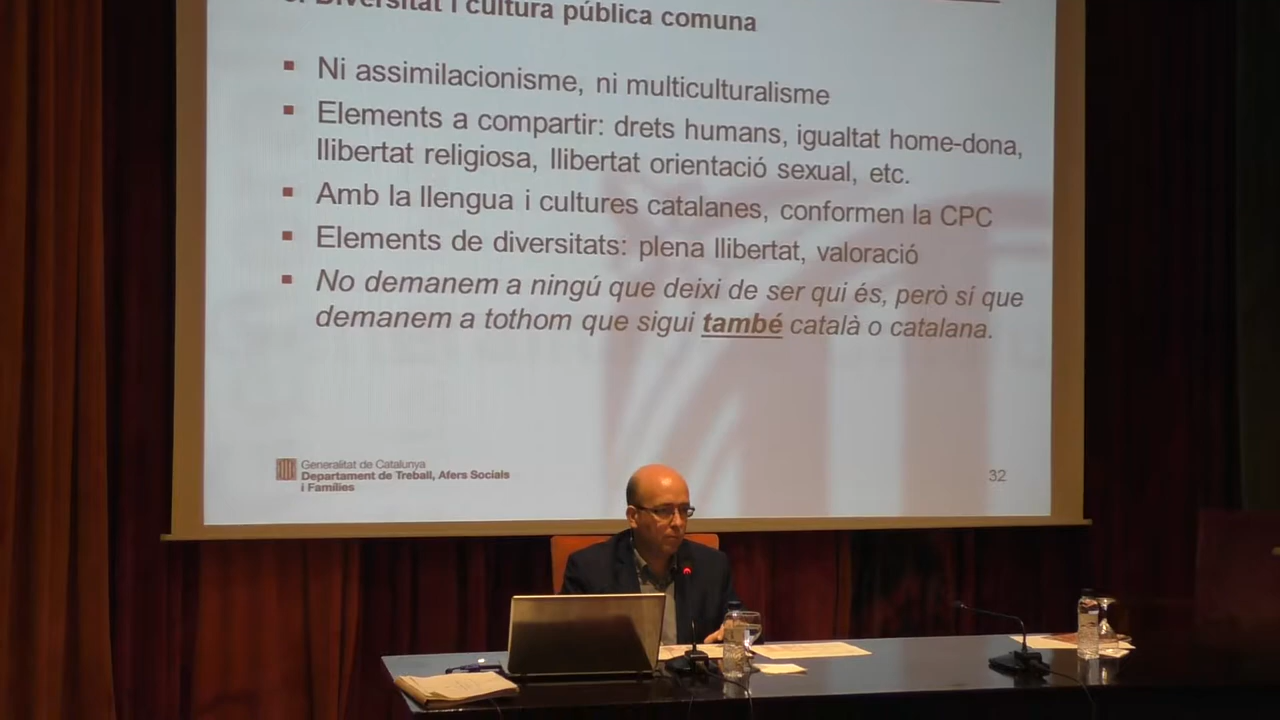 Diversitat i cultura pública comuna
Ni assimilacionisme, ni multiculturalisme
Elements a compartir: drets humans, igualtat home-dona,
llibertat religiosa, llibertat orientació sexual, etc.
Amb la llengua i cultures catalanes, conformen la CPC
Elements de diversitats: plena llibertat, valoració
No demanem a ningú que deixi de ser qui és, però sí que
demanem a tothom que sigui també català o catalana.
Generalitat de Catalunya
Departament de Treball, Afers Socials
i Famílies
32